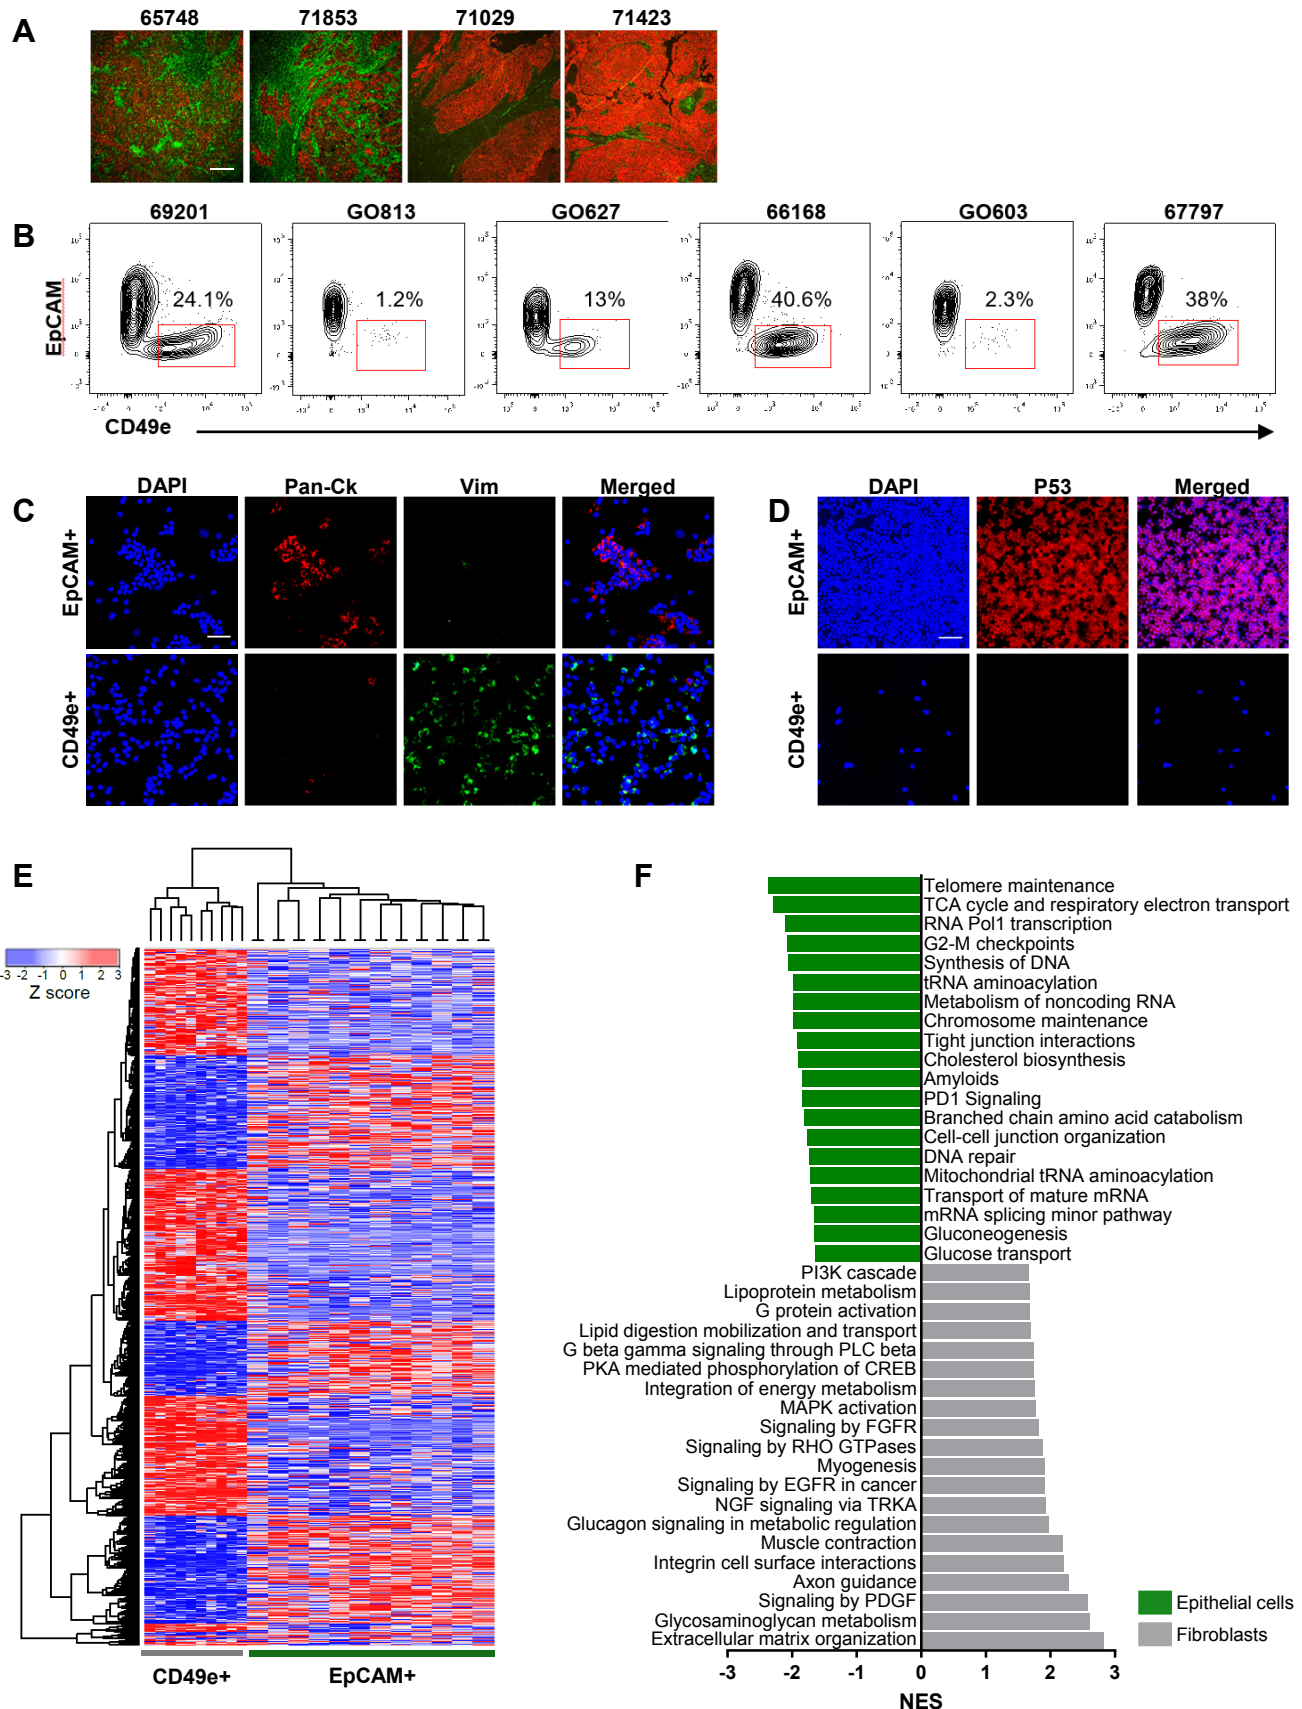 A
65748 71853 71029 71423
B
69201 GO813 GO627 66168 GO603 67797
EpCAM
24.1% 1.2% 13% 40.6% 2.3% 38%
CD49e
C
DAPI Pan-Ck Vim Merged
EpCAM+
CD49e+
D
DAPI P53 Merged
EpCAM+
CD49e+
E
-3 -2 -1 0 1 2 3
Z score
CD49e+ EpCAM+
F
Telomere maintenance
TCA cycle and respiratory electron transport
RNA Pol1 transcription
G2-M checkpoints
Synthesis of DNA
tRNA aminoacylation
Metabolism of noncoding RNA
Chromosome maintenance
Tight junction interactions
Cholesterol biosynthesis
Amyloids
PD1 Signaling
Branched chain amino acid catabolism
Cell-cell junction organization
DNA repair
Mitochondrial tRNA aminoacylation
Transport of mature mRNA
mRNA splicing minor pathway
Gluconeogenesis
Glucose transport
PI3K cascade
Lipoprotein metabolism
G protein activation
Lipid digestion mobilization and transport
G beta gamma signaling through PLC beta
PKA mediated phosphorylation of CREB
Integration of energy metabolism
MAPK activation
Signaling by FGFR
Signaling by RHO GTPases
Myogenesis
Signaling by EGFR in cancer
NGF signaling via TRKA
Glucagon signaling in metabolic regulation
Muscle contraction
Integrin cell surface interactions
Axon guidance
Signaling by PDGF
Glycosaminoglycan metabolism
Extracellular matrix organization
Epithelial cells
Fibroblasts
-3 -2 -1 0 1 2 3
NES